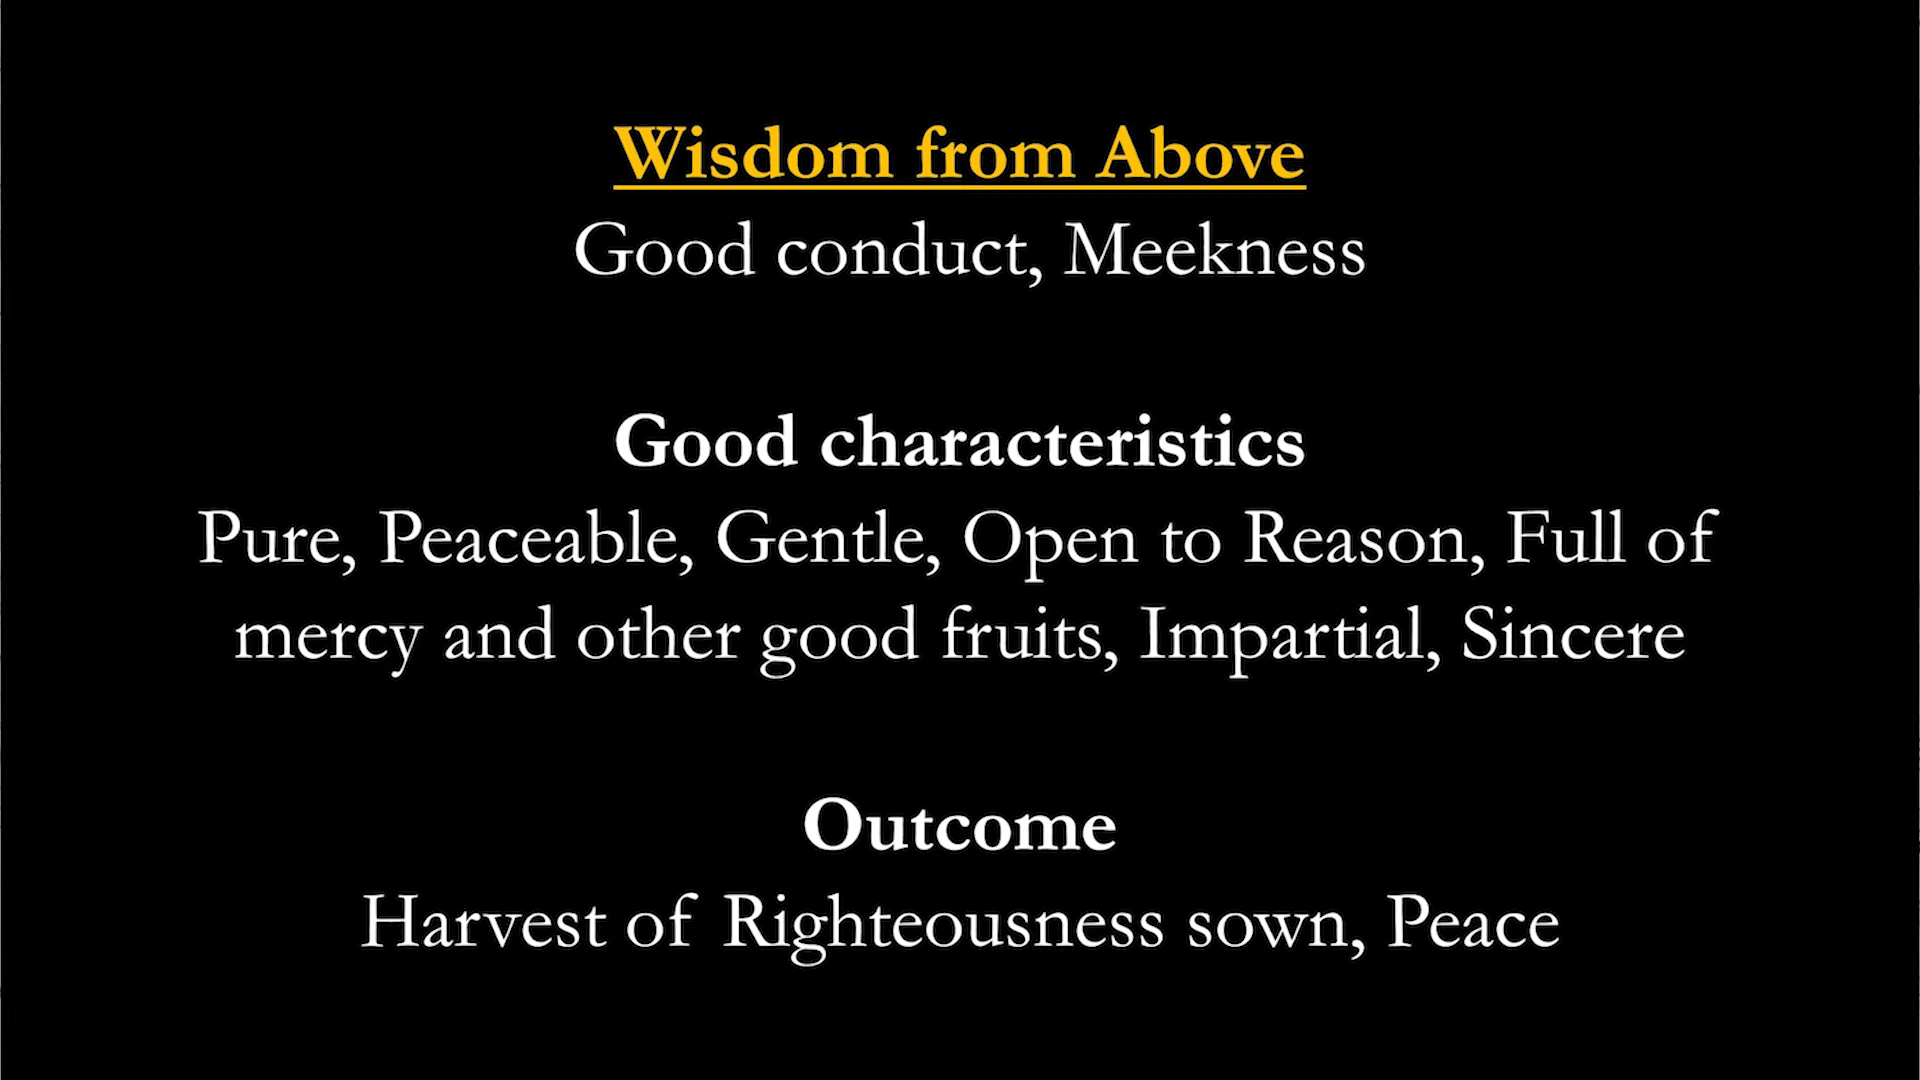 Wisdom from Above
Good conduct, Meekness
Good characteristics
Pure, Peaceable, Gentle, Open to Reason, Full of
mercy and other good fruits, Impartial, Sincere
Outcome
Harvest of Righteousness sown, Peace